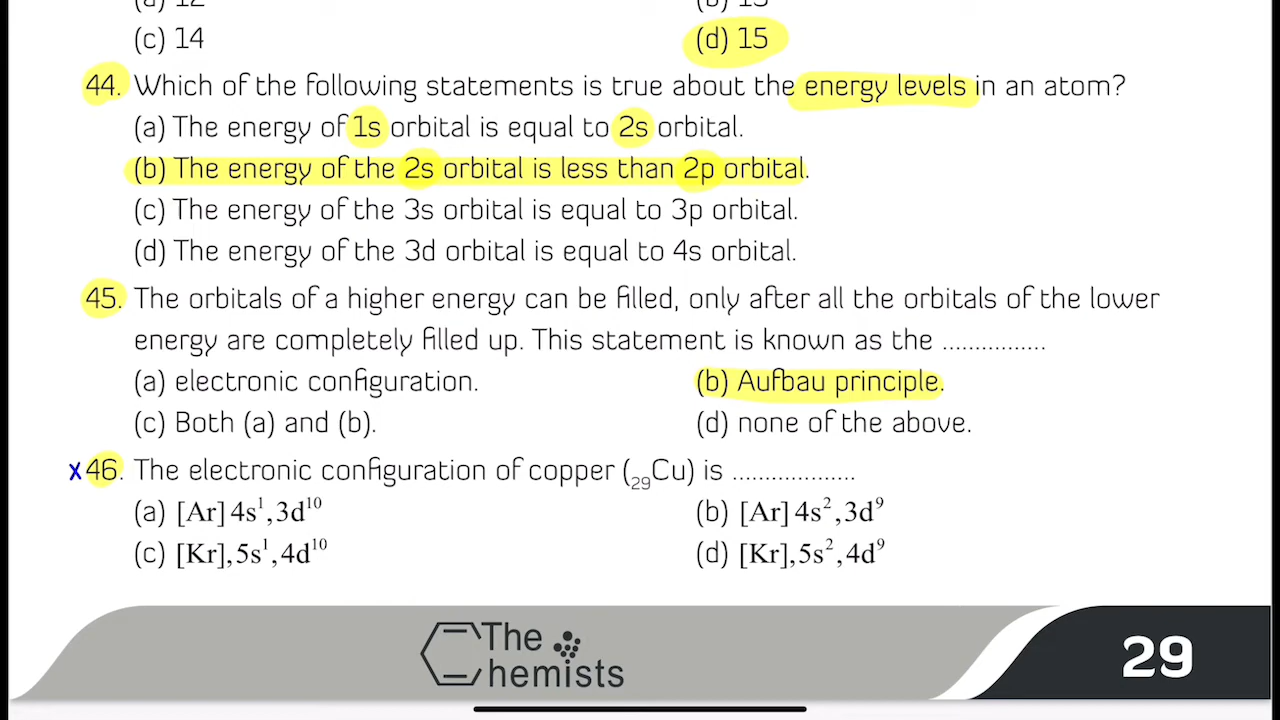 (a) 12 (b) 13
(c) 14 (d) 15
44. Which of the following statements is true about the energy levels in an atom?
(a) The energy of 1s orbital is equal to 2s orbital.
(b) The energy of the 2s orbital is less than 2p orbital.
(c) The energy of the 3s orbital is equal to 3p orbital.
(d) The energy of the 3d orbital is equal to 4s orbital.
45. The orbitals of a higher energy can be filled, only after all the orbitals of the lower
energy are completely filled up. This statement is known as the ................
(a) electronic configuration. (b) Aufbau principle.
(c) Both (a) and (b). (d) none of the above.
x 46. The electronic configuration of copper (₂₉Cu) is ...................
(a) [Ar] 4s¹, 3d¹⁰ (b) [Ar] 4s², 3d⁹
(c) [Kr], 5s¹, 4d¹⁰ (d) [Kr], 5s², 4d⁹
The
Chemists
29